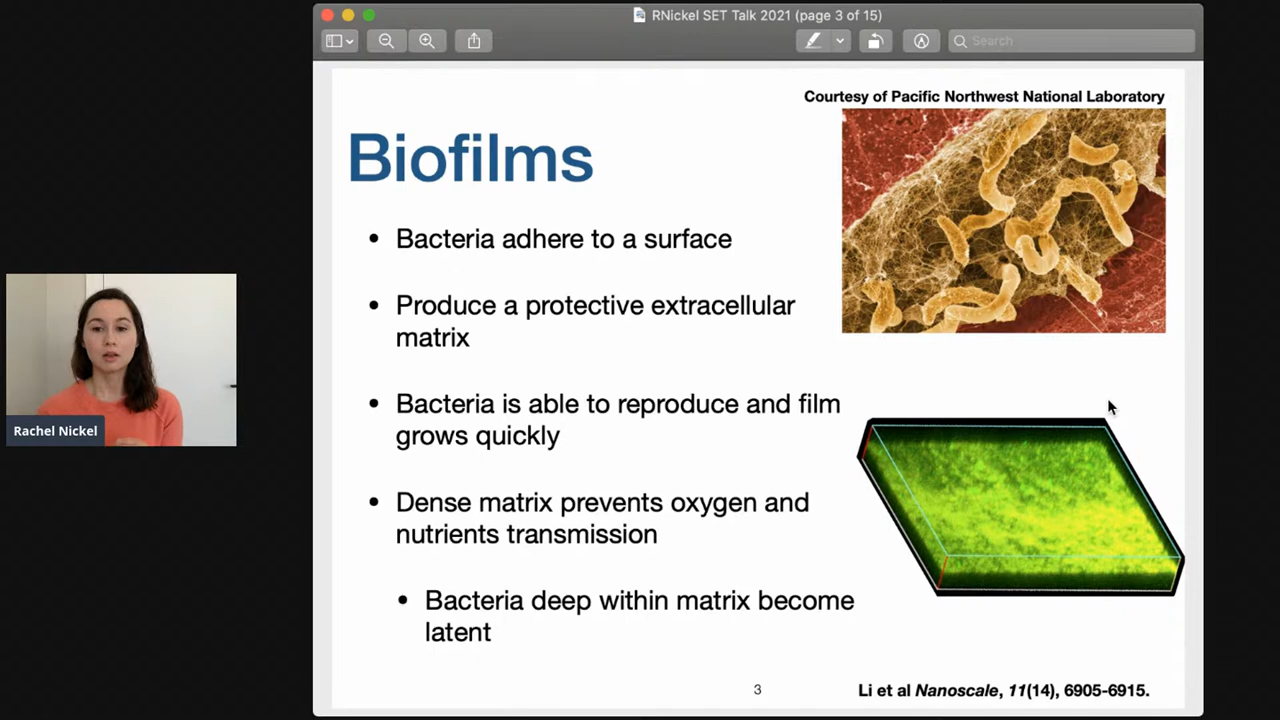 RNickel SET Talk 2021 (page 3 of 15)
Search
Courtesy of Pacific Northwest National Laboratory
Biofilms
• Bacteria adhere to a surface
• Produce a protective extracellular
matrix
• Bacteria is able to reproduce and film
grows quickly
• Dense matrix prevents oxygen and
nutrients transmission
• Bacteria deep within matrix become
latent
Rachel Nickel
3
Li et al Nanoscale, 11(14), 6905-6915.